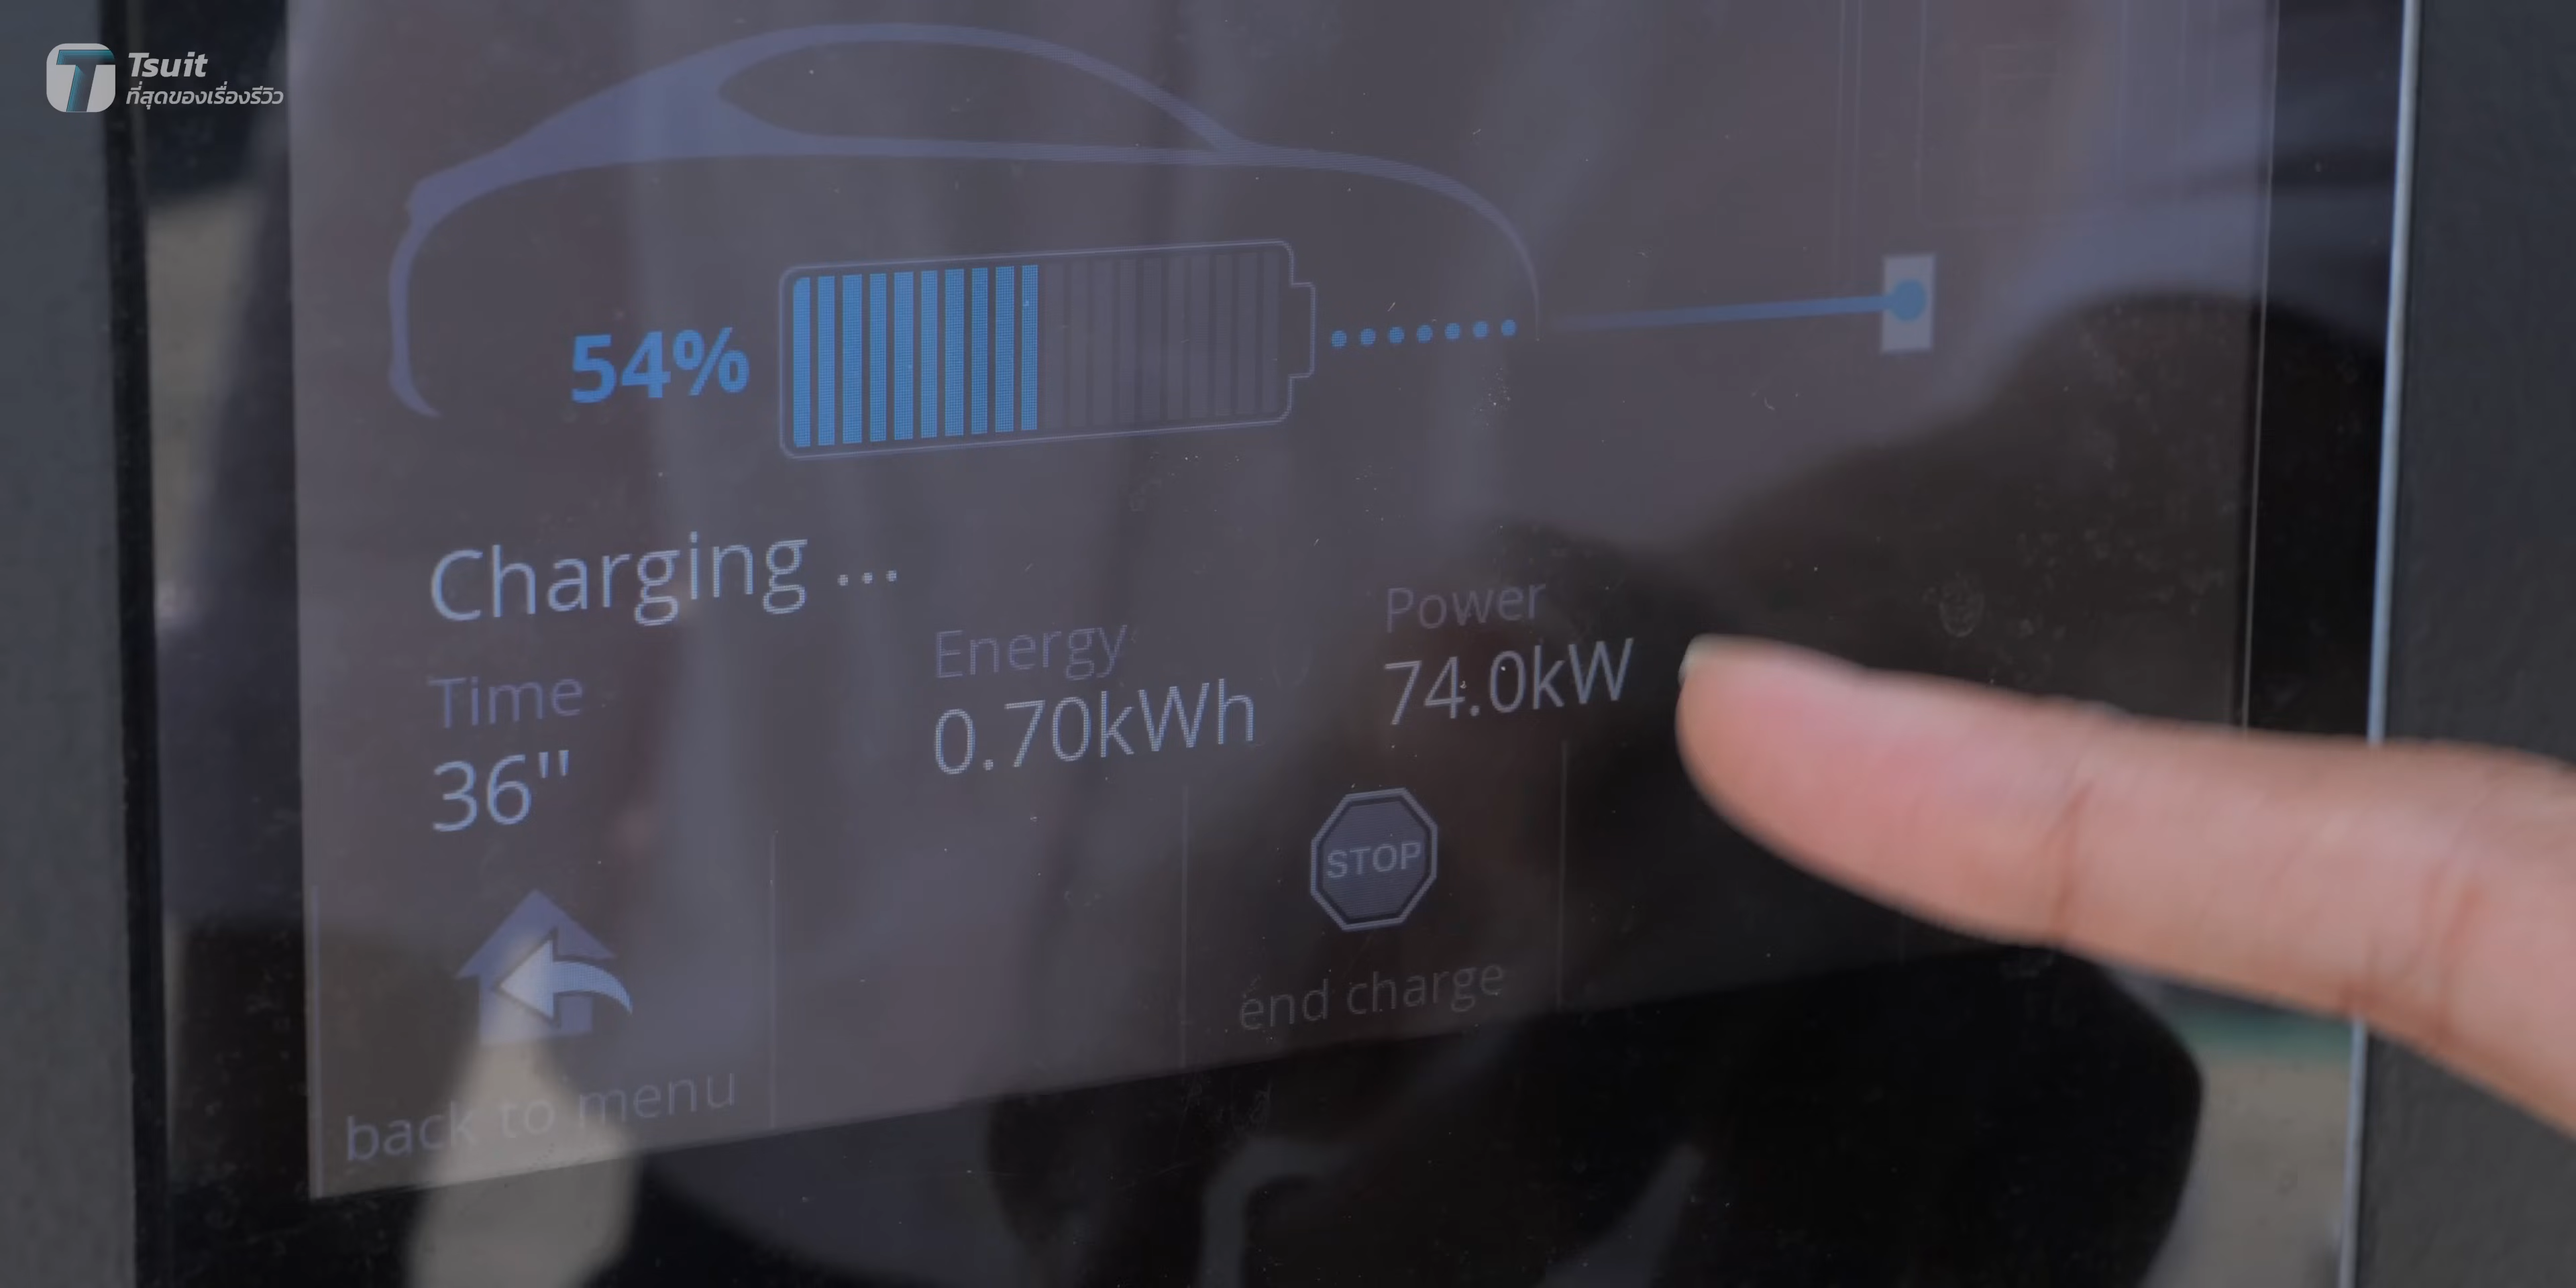 Tsuit
ที่สุดของเรื่องรีวิว
54%
Charging ...
Time
36"
Energy
0.70kWh
Power
74.0kW
STOP
back to menu
end charge